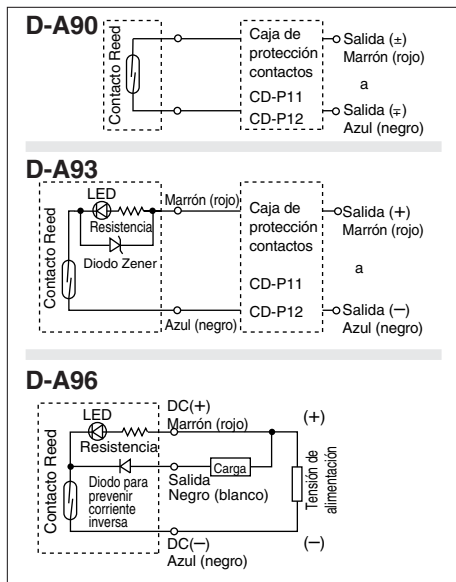 D-A90
Contacto Reed
Caja de
protección
contactos
CD-P11
CD-P12
Salida (±)
Marrón (rojo)
a
Salida (∓)
Azul (negro)
D-A93
Contacto Reed
LED
Resistencia
Diodo Zener
Marrón (rojo)
Azul (negro)
Caja de
protección
contactos
CD-P11
CD-P12
Salida (+)
Marrón (rojo)
a
Salida (−)
Azul (negro)
D-A96
Contacto Reed
LED
Resistencia
Diodo para
prevenir
corriente
inversa
DC(+)
Marrón (rojo)
Carga
Salida
Negro (blanco)
DC(−)
Azul (negro)
(+)
Tensión de
alimentación
(−)